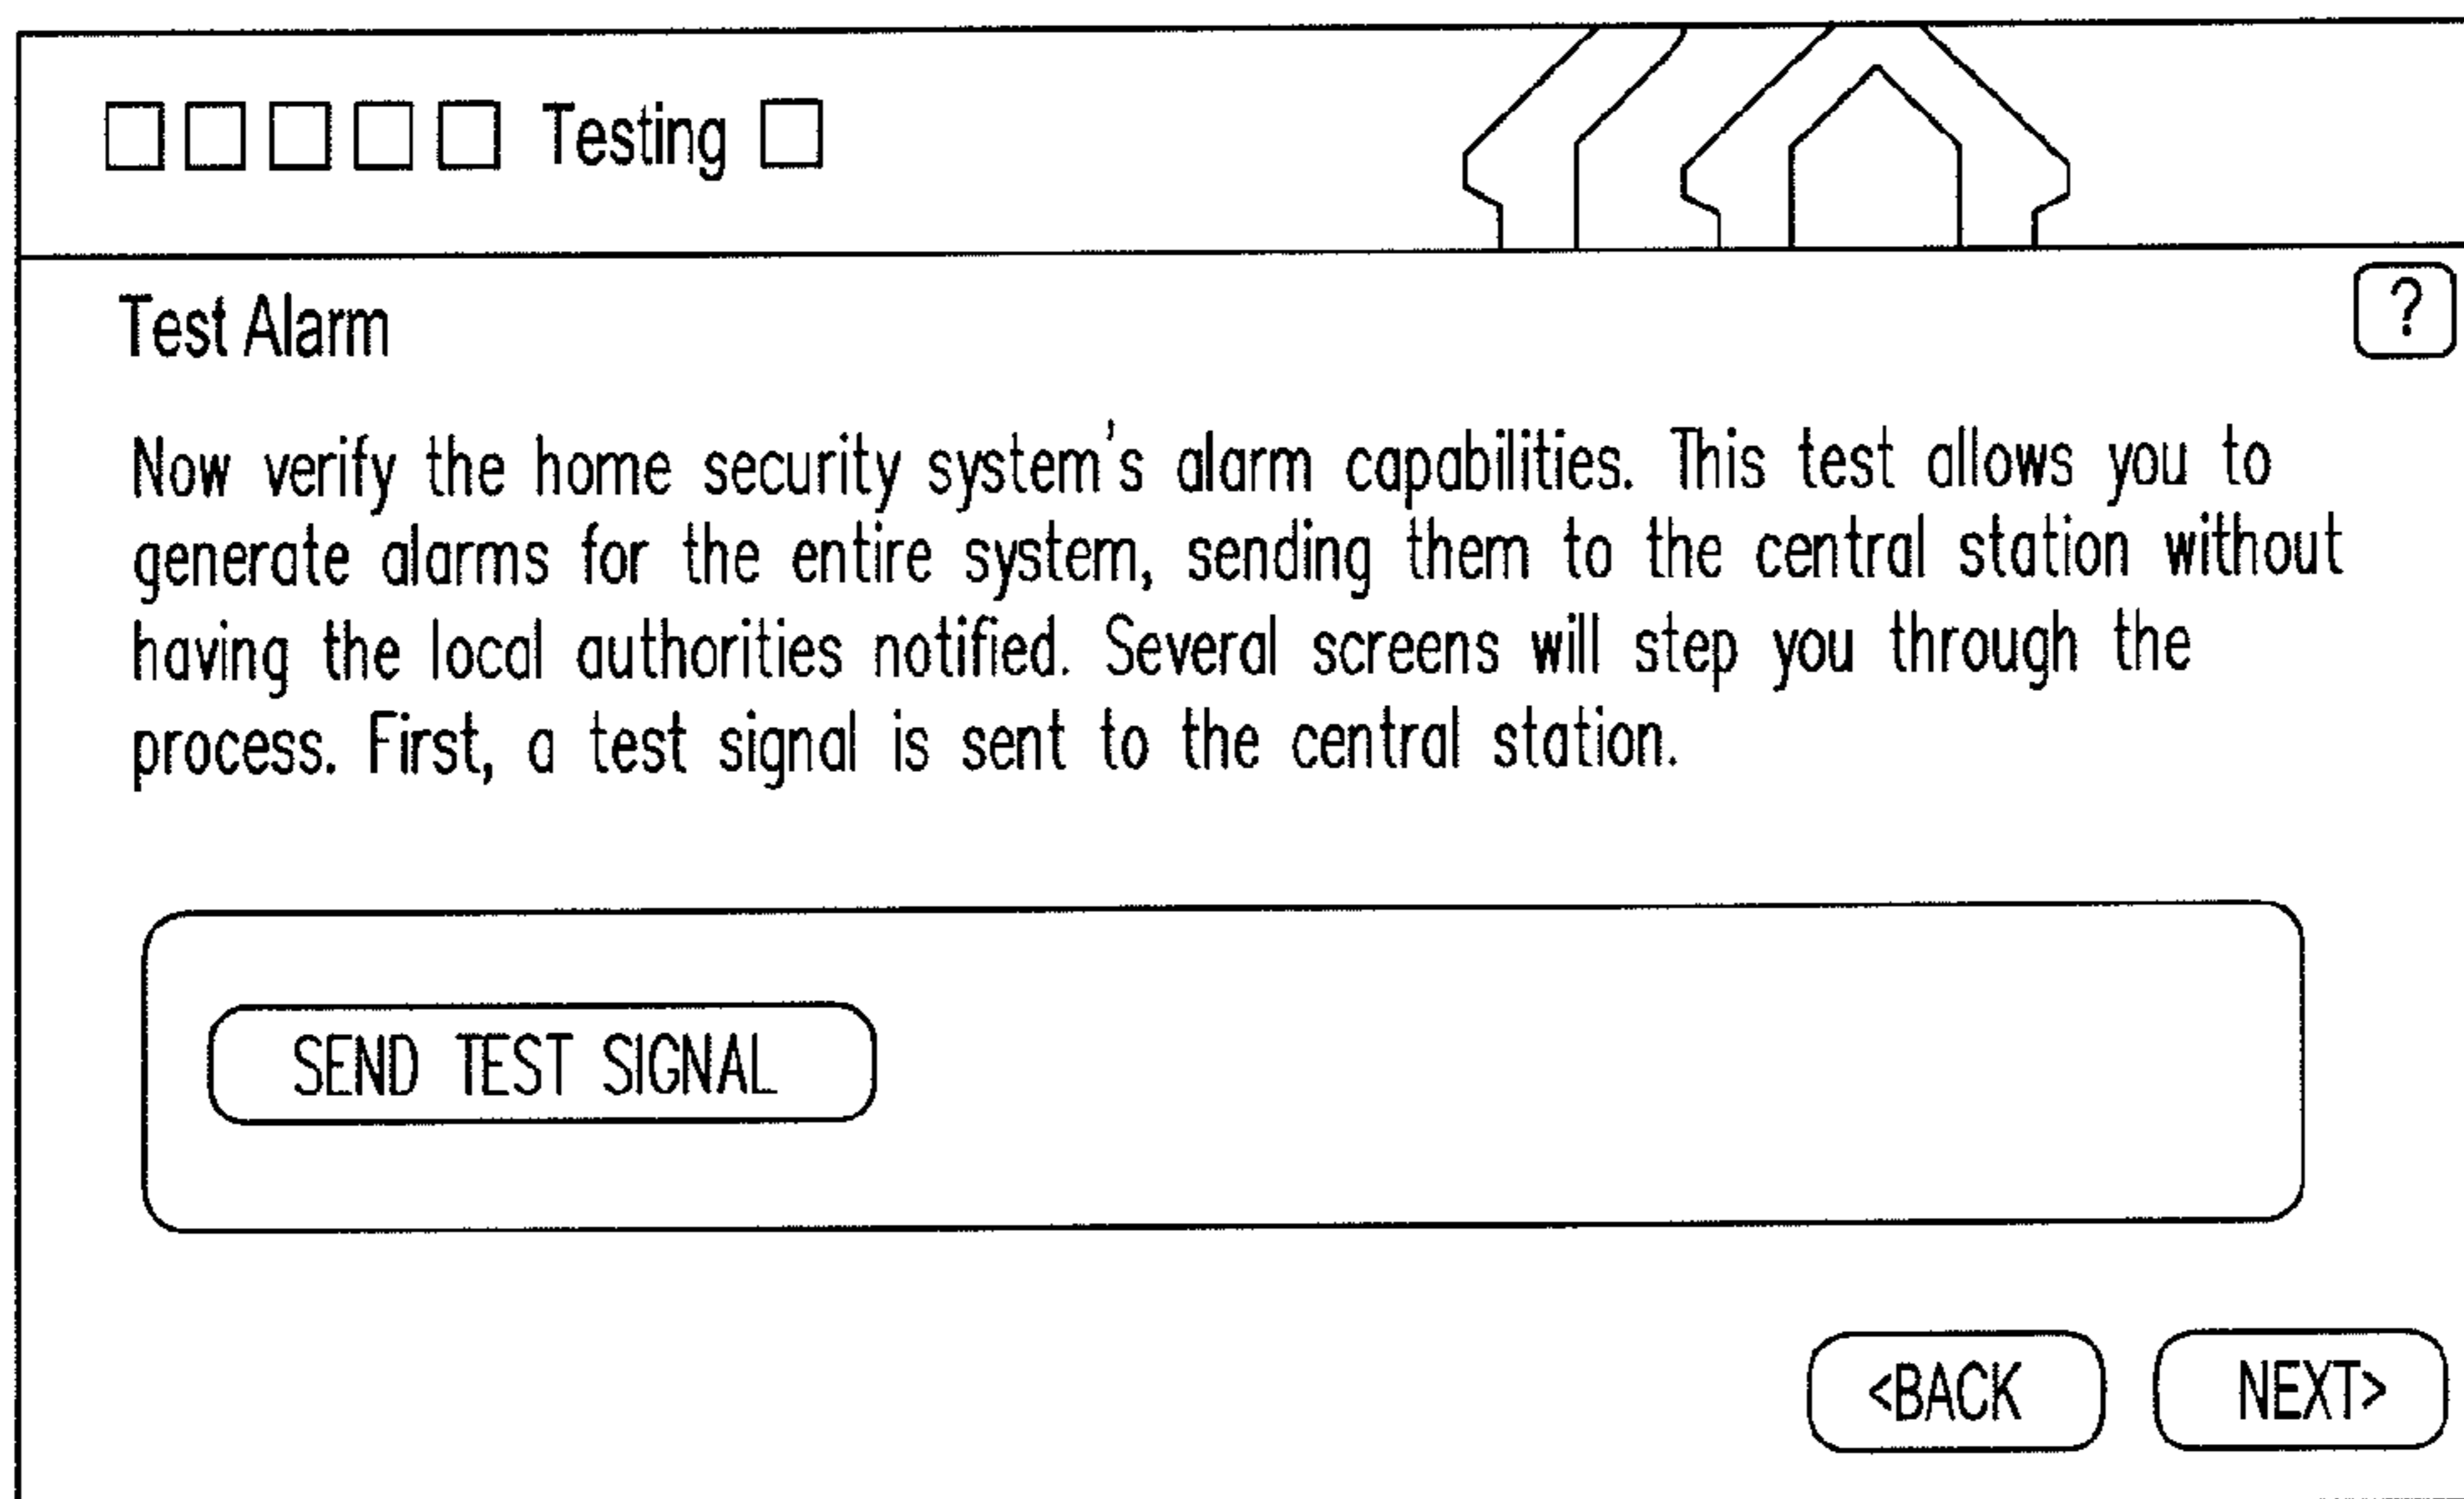 Testing
Test Alarm
?
Now verify the home security system's alarm capabilities. This test allows you to
generate alarms for the entire system, sending them to the central station without
having the local authorities notified. Several screens will step you through the
process. First, a test signal is sent to the central station.
SEND TEST SIGNAL
<BACK NEXT>